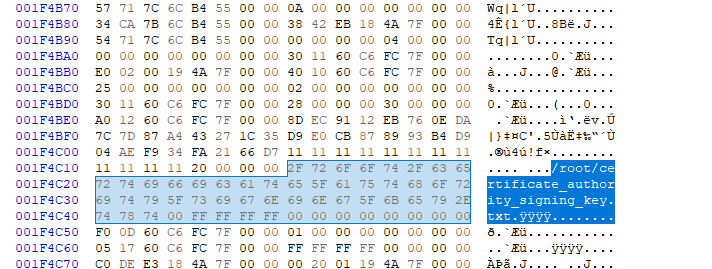 001F4B70 57 71 7C 6C B4 55 00 00 0A 00 00 00 00 00 00 00 Wq|l´U..........
001F4B80 34 CA 7B 6C B4 55 00 00 38 42 EB 18 4A 7F 00 00 4Ê{l´U..8Bë.J...
001F4B90 54 71 7C 6C B4 55 00 00 00 00 00 00 04 00 00 00 Tq|l´U..........
001F4BA0 00 00 00 00 00 00 00 00 30 11 60 C6 FC 7F 00 00 ........0.`Æü...
001F4BB0 E0 02 00 19 4A 7F 00 00 40 10 60 C6 FC 7F 00 00 à...J...@.`Æü...
001F4BC0 25 00 00 00 00 00 00 00 02 00 00 00 00 00 00 00 %...............
001F4BD0 30 11 60 C6 FC 7F 00 00 28 00 00 00 30 00 00 00 0.`Æü...(...0...
001F4BE0 A0 12 60 C6 FC 7F 00 00 8D EC 91 12 EB 76 0E DA .`Æü....ì‘.ëv.Ú
001F4BF0 7C 7D 87 A4 43 27 1C 35 D9 E0 CB 87 89 93 B4 D9 |}‡¤C'.5ÙàË‡‰“´Ù
001F4C00 04 AE F9 34 FA 21 66 D7 11 11 11 11 11 11 11 11 .®ù4ú!f×........
001F4C10 11 11 11 11 20 00 00 00 2F 72 6F 6F 74 2F 63 65 .... .../root/ce
001F4C20 72 74 69 66 69 63 61 74 65 5F 61 75 74 68 6F 72 rtificate_author
001F4C30 69 74 79 5F 73 69 67 6E 69 6E 67 5F 6B 65 79 2E ity_signing_key.
001F4C40 74 78 74 00 FF FF FF FF 00 00 00 00 00 00 00 00 txt.ÿÿÿÿ........
001F4C50 F0 0D 60 C6 FC 7F 00 00 01 00 00 00 00 00 00 00 ð.`Æü...........
001F4C60 05 17 60 C6 FC 7F 00 00 FF FF FF FF 00 00 00 00 ..`Æü...ÿÿÿÿ....
001F4C70 C0 DE E3 18 4A 7F 00 00 00 20 01 19 4A 7F 00 00 ÀÞã.J.... ..J...